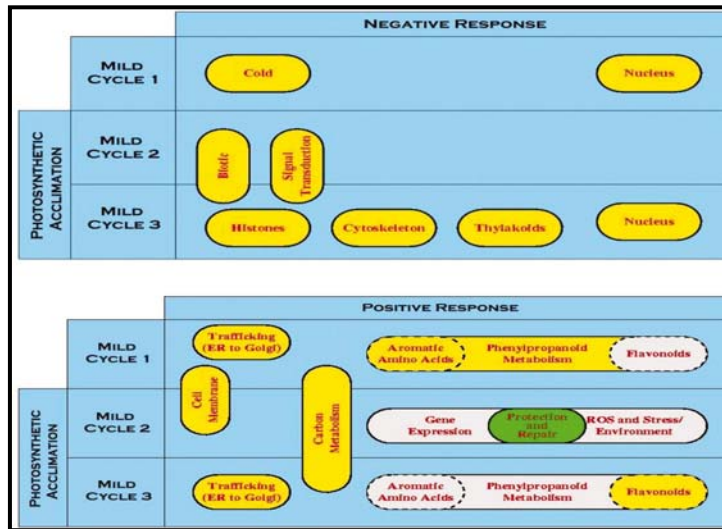 NEGATIVE RESPONSE
MILD
CYCLE 1
Cold
Nucleus
PHOTOSYNTHETIC
ACCLIMATION
MILD
CYCLE 2
Biotic
Signal
Transduction
MILD
CYCLE 3
Histones
Cytoskeleton
Thylakoids
Nucleus
POSITIVE RESPONSE
MILD
CYCLE 1
Trafficking
(ER to Golgi)
Aromatic
Amino Acids
Phenylpropanoid
Metabolism
Flavonoids
Cell
Membrane
Carbon
Metabolism
PHOTOSYNTHETIC
ACCLIMATION
MILD
CYCLE 2
Gene
Expression
Protection
and
Repair
ROS and Stress/
Environment
MILD
CYCLE 3
Trafficking
(ER to Golgi)
Aromatic
Amino Acids
Phenylpropanoid
Metabolism
Flavonoids